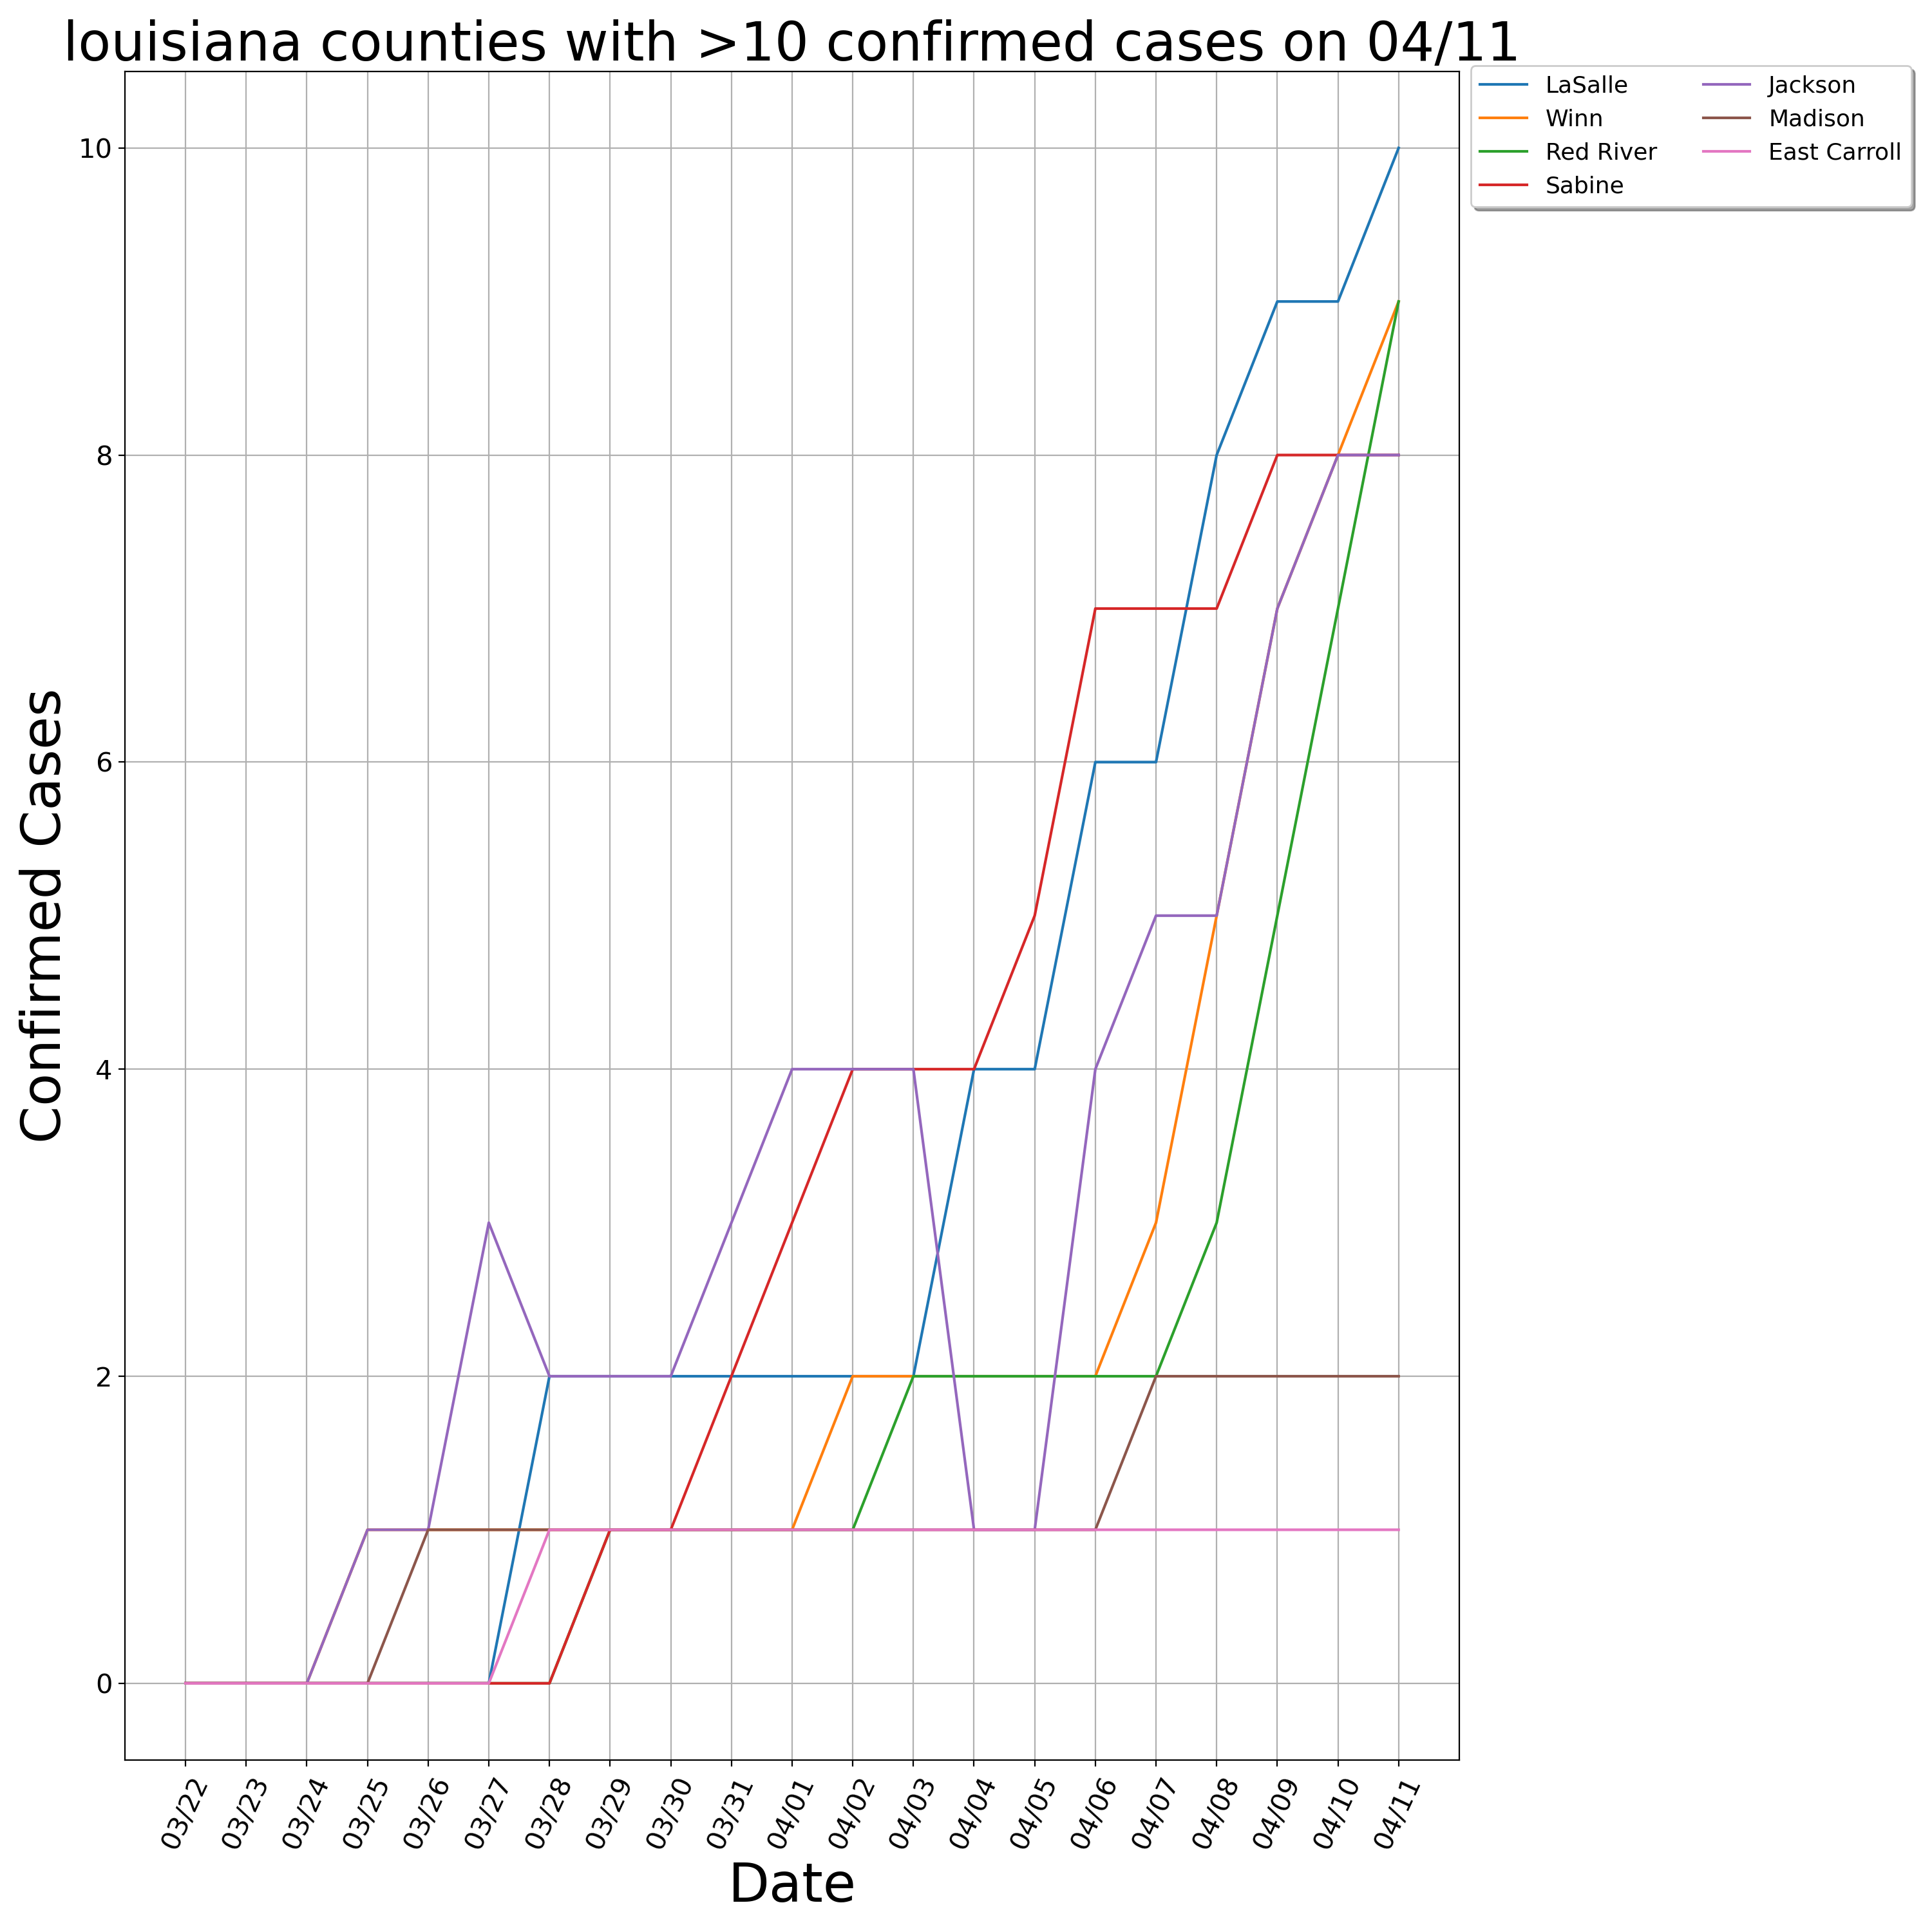 louisiana counties with >10 confirmed cases on 04/11
LaSalle
Winn
Red River
Sabine
Jackson
Madison
East Carroll
Confirmed Cases
10
8
6
4
2
0
03/22
03/23
03/24
03/25
03/26
03/27
03/28
03/29
03/30
03/31
04/01
04/02
04/03
04/04
04/05
04/06
04/07
04/08
04/09
04/10
04/11
Date